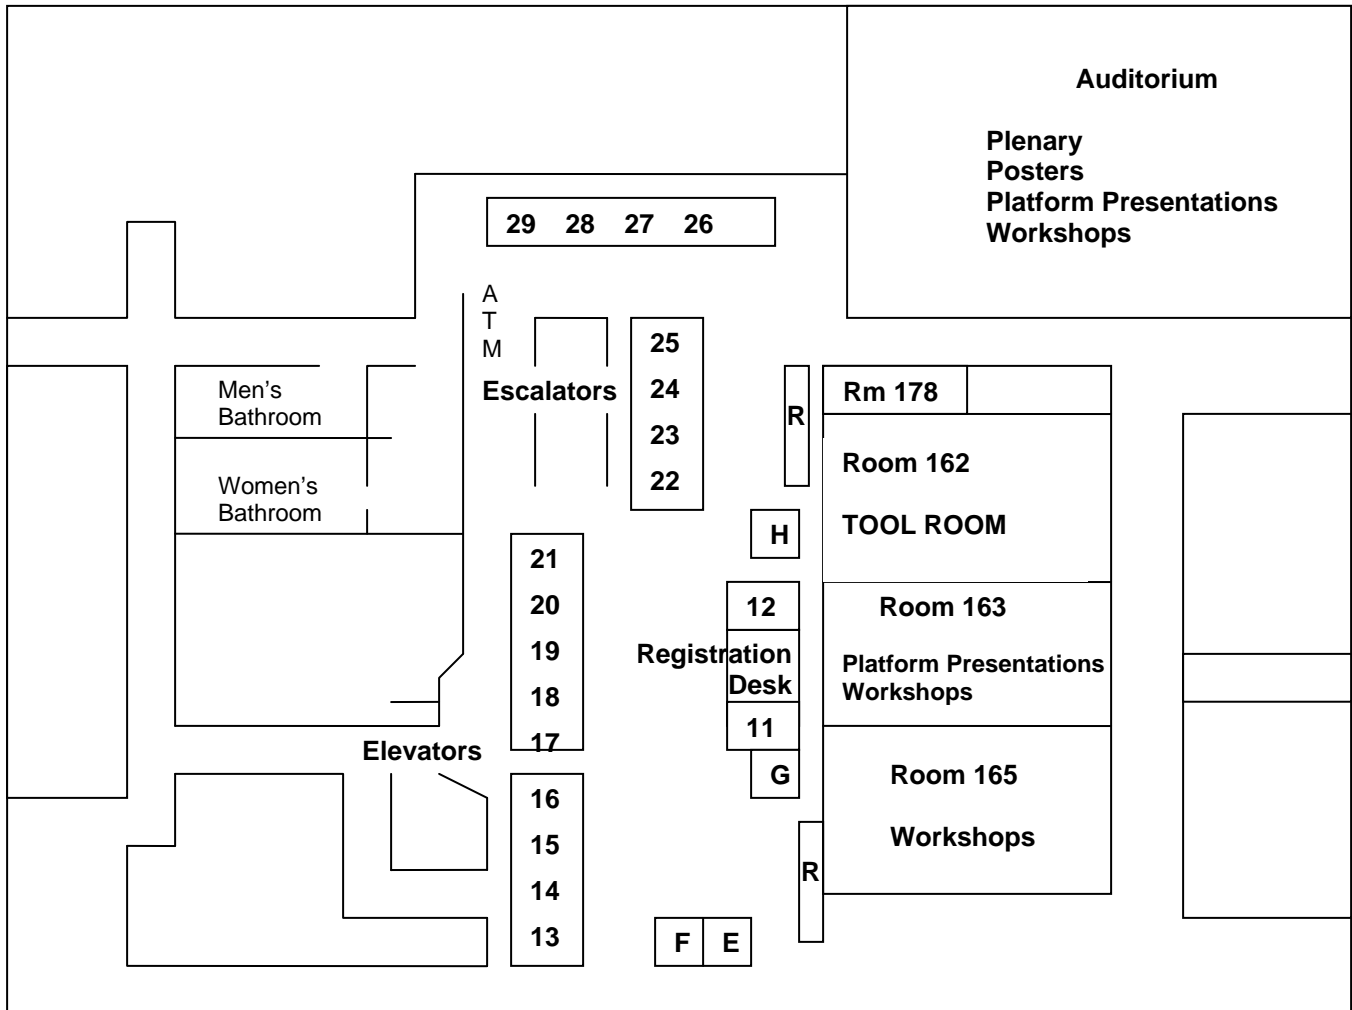 Auditorium
Plenary
Posters
Platform Presentations
Workshops
29 28 27 26
A
T
M
25
24
23
22
Escalators
Men's
Bathroom
Women's
Bathroom
R
Rm 178
Room 162
TOOL ROOM
H
21
20
19
18
17
12
Registration
Desk
11
G
Room 163
Platform Presentations
Workshops
Elevators
16
15
14
13
Room 165
Workshops
R
F E